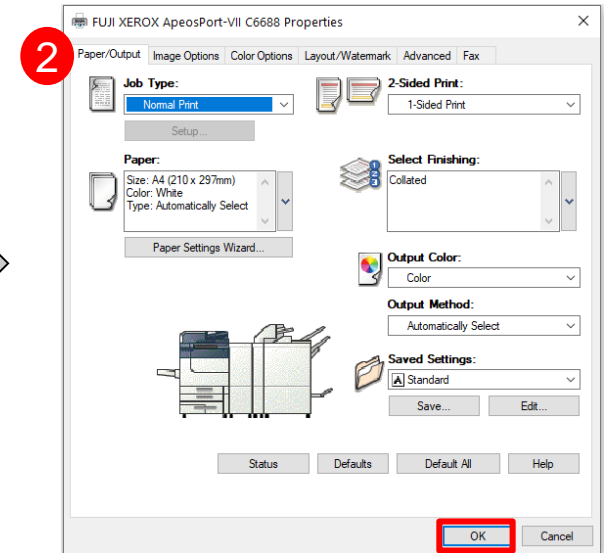 FUJI XEROX ApeosPort-VII C6688 Properties
2
Paper/Output Image Options Color Options Layout/Watermark Advanced Fax
Job Type:
Normal Print
Setup...
Paper:
Size: A4 (210 x 297mm)
Color: White
Type: Automatically Select
Paper Settings Wizard...
2-Sided Print:
1-Sided Print
Select Finishing:
Collated
Output Color:
Color
Output Method:
Automatically Select
Saved Settings:
A Standard
Save... Edit...
Status Defaults Default All Help
OK Cancel